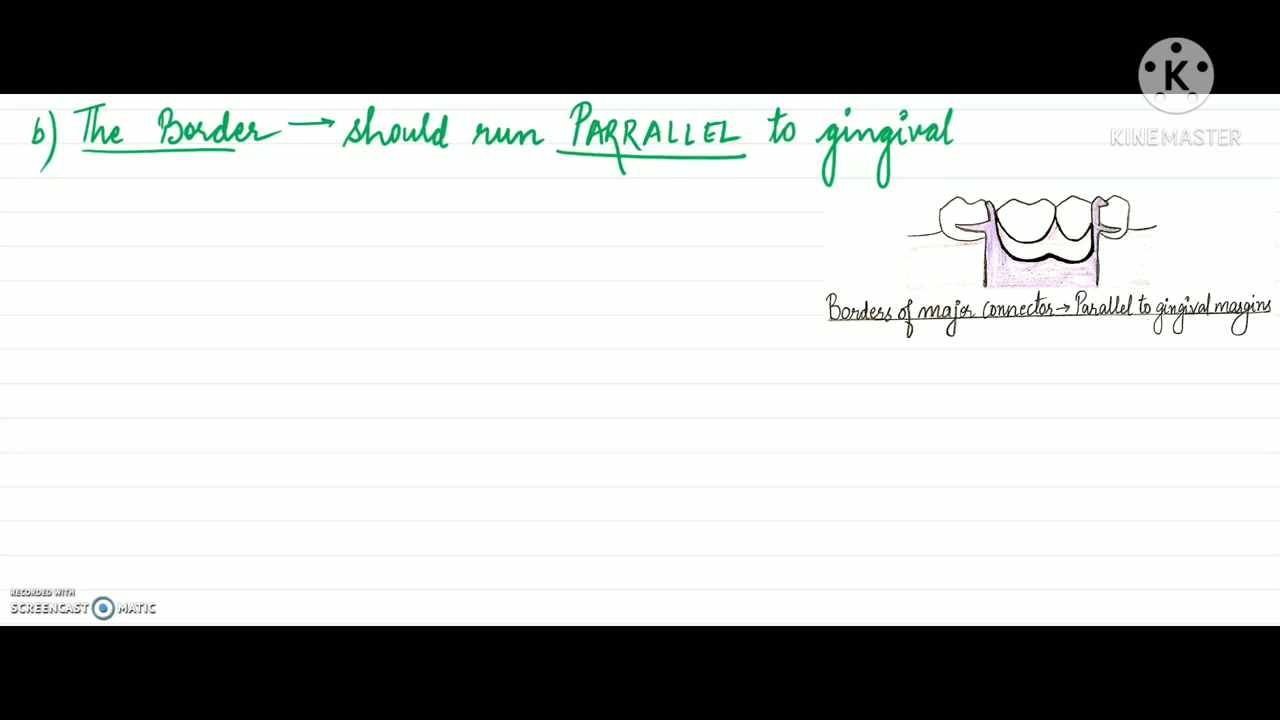 b) The Border → should run PARRALLEL to gingival
K
KINEMASTER
Borders of major connector → Parallel to gingival margins
RECORDED WITH
SCREENCAST MATIC